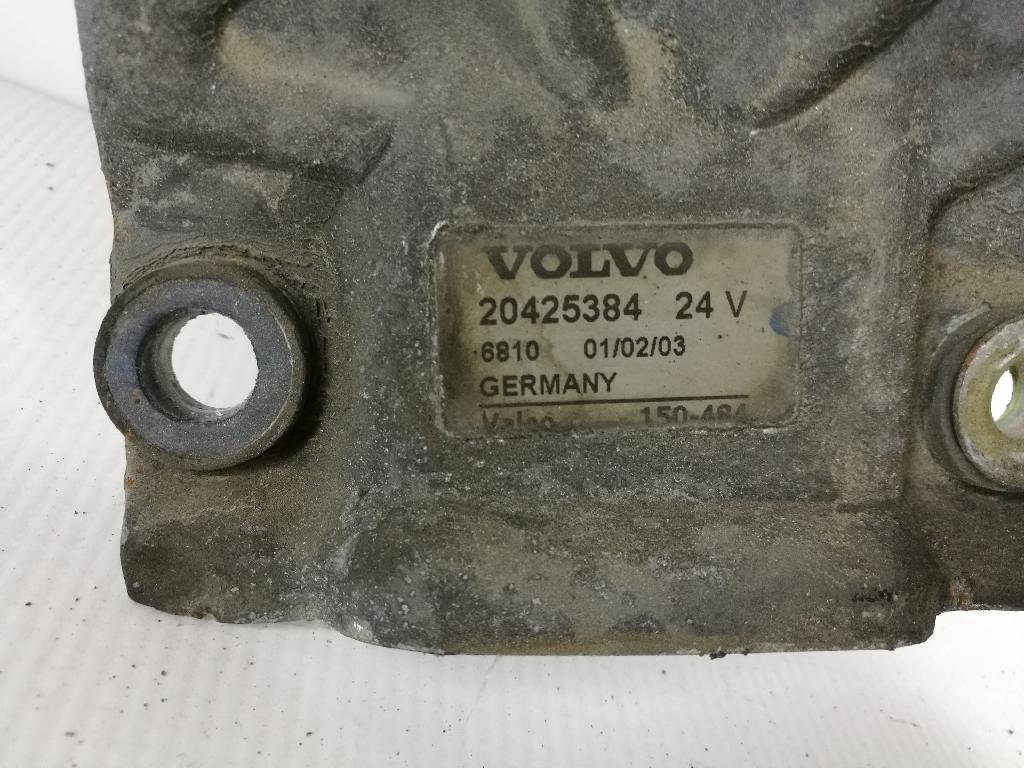 VOLVO
20425384 24 V
6810 01/02/03
GERMANY